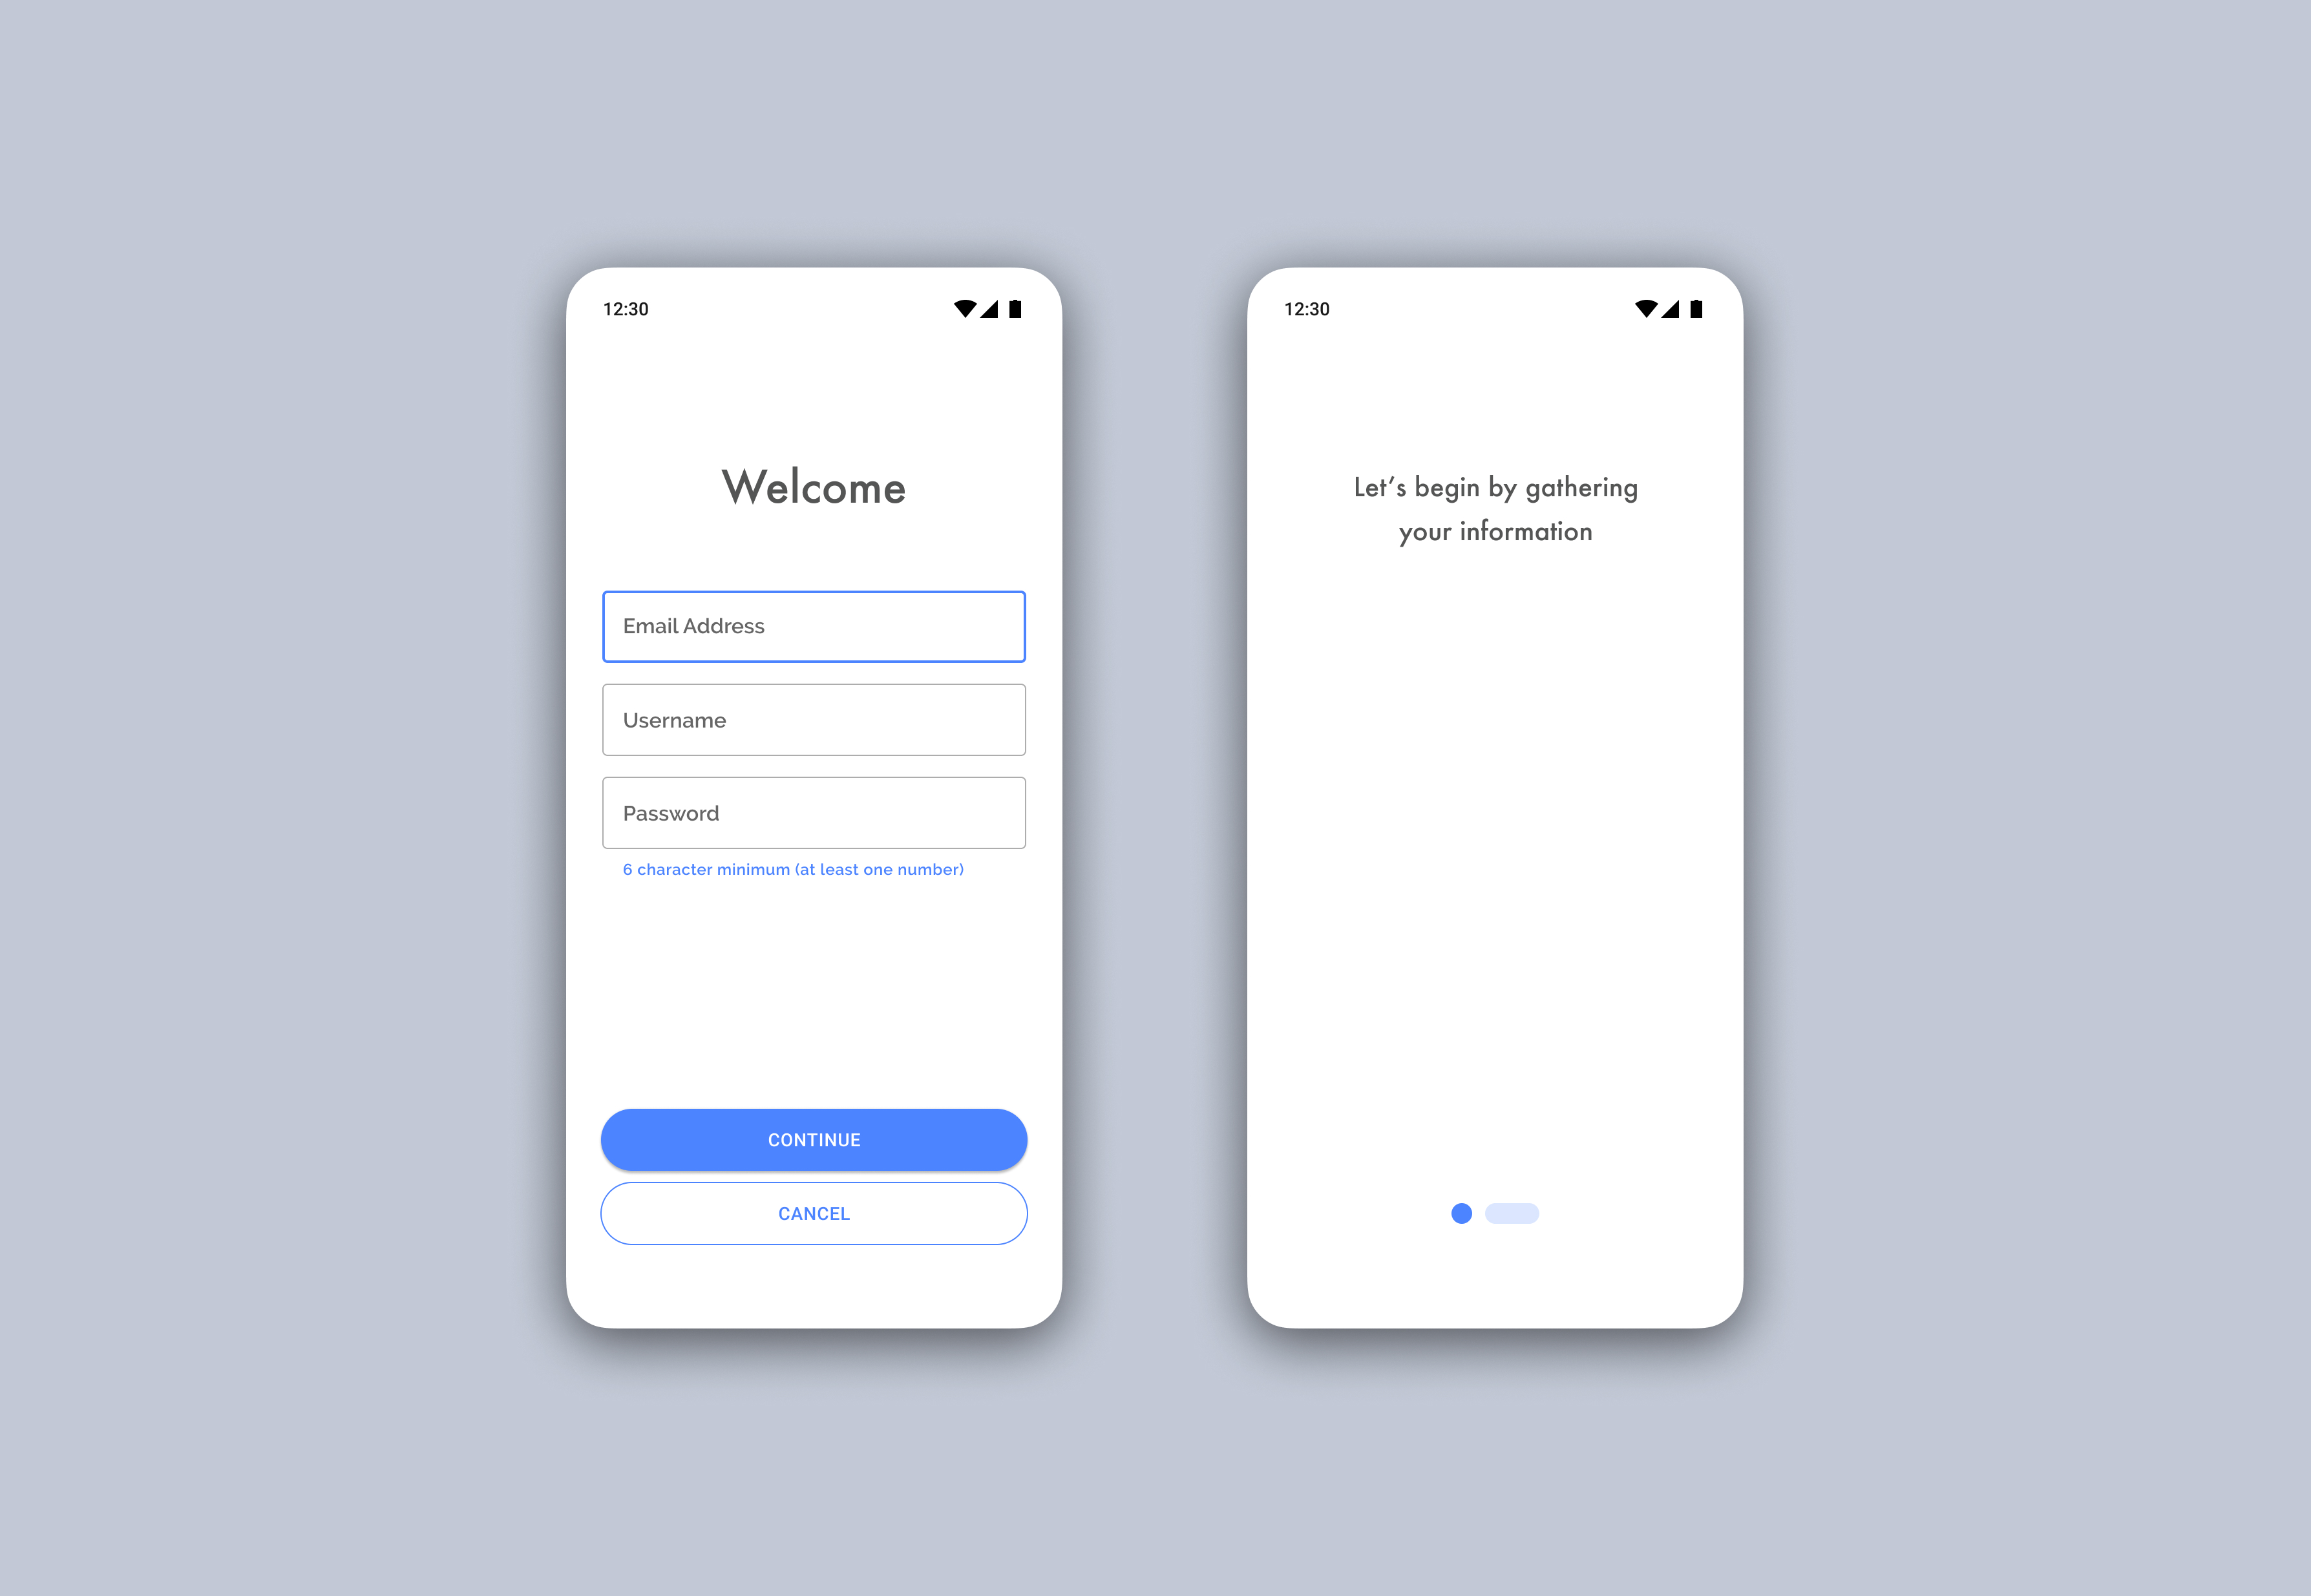 12:30
Welcome
Email Address
Username
Password
6 character minimum (at least one number)
CONTINUE
CANCEL
12:30
Let’s begin by gathering
your information